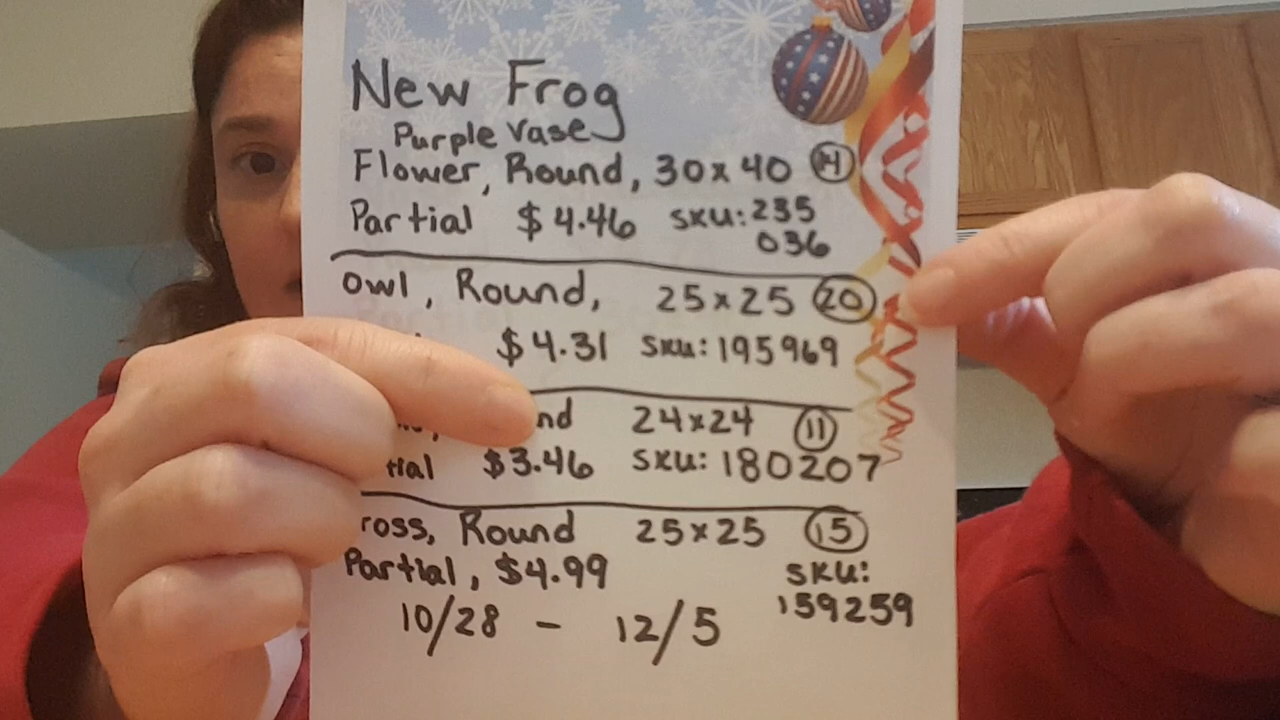 New Frog
Purple Vase
Flower, Round, 30x40 14
Partial $4.46 SKU: 235
036
Owl, Round, 25x25 20
$4.31 SKU: 195969
nd 24x24 11
tial $3.46 SKU: 180207
ross, Round 25x25 15
Partial, $4.99 SKU:
159259
10/28 - 12/5